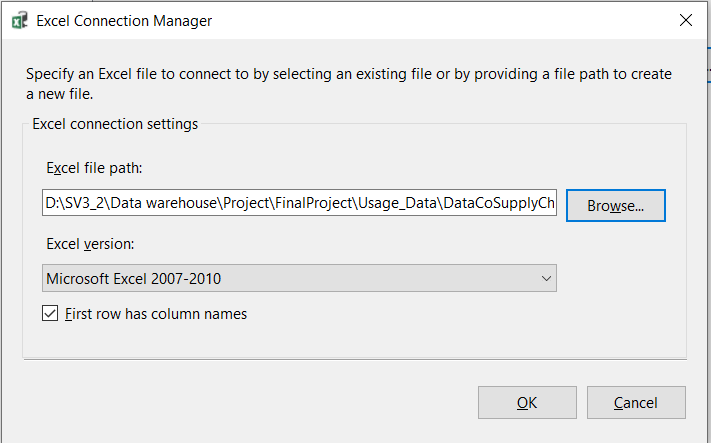 Excel Connection Manager
Specify an Excel file to connect to by selecting an existing file or by providing a file path to create
a new file.
Excel connection settings
Excel file path:
D:\SV3_2\Data warehouse\Project\FinalProject\Usage_Data\DataCoSupplyCh
Browse...
Excel version:
Microsoft Excel 2007-2010
First row has column names
OK
Cancel